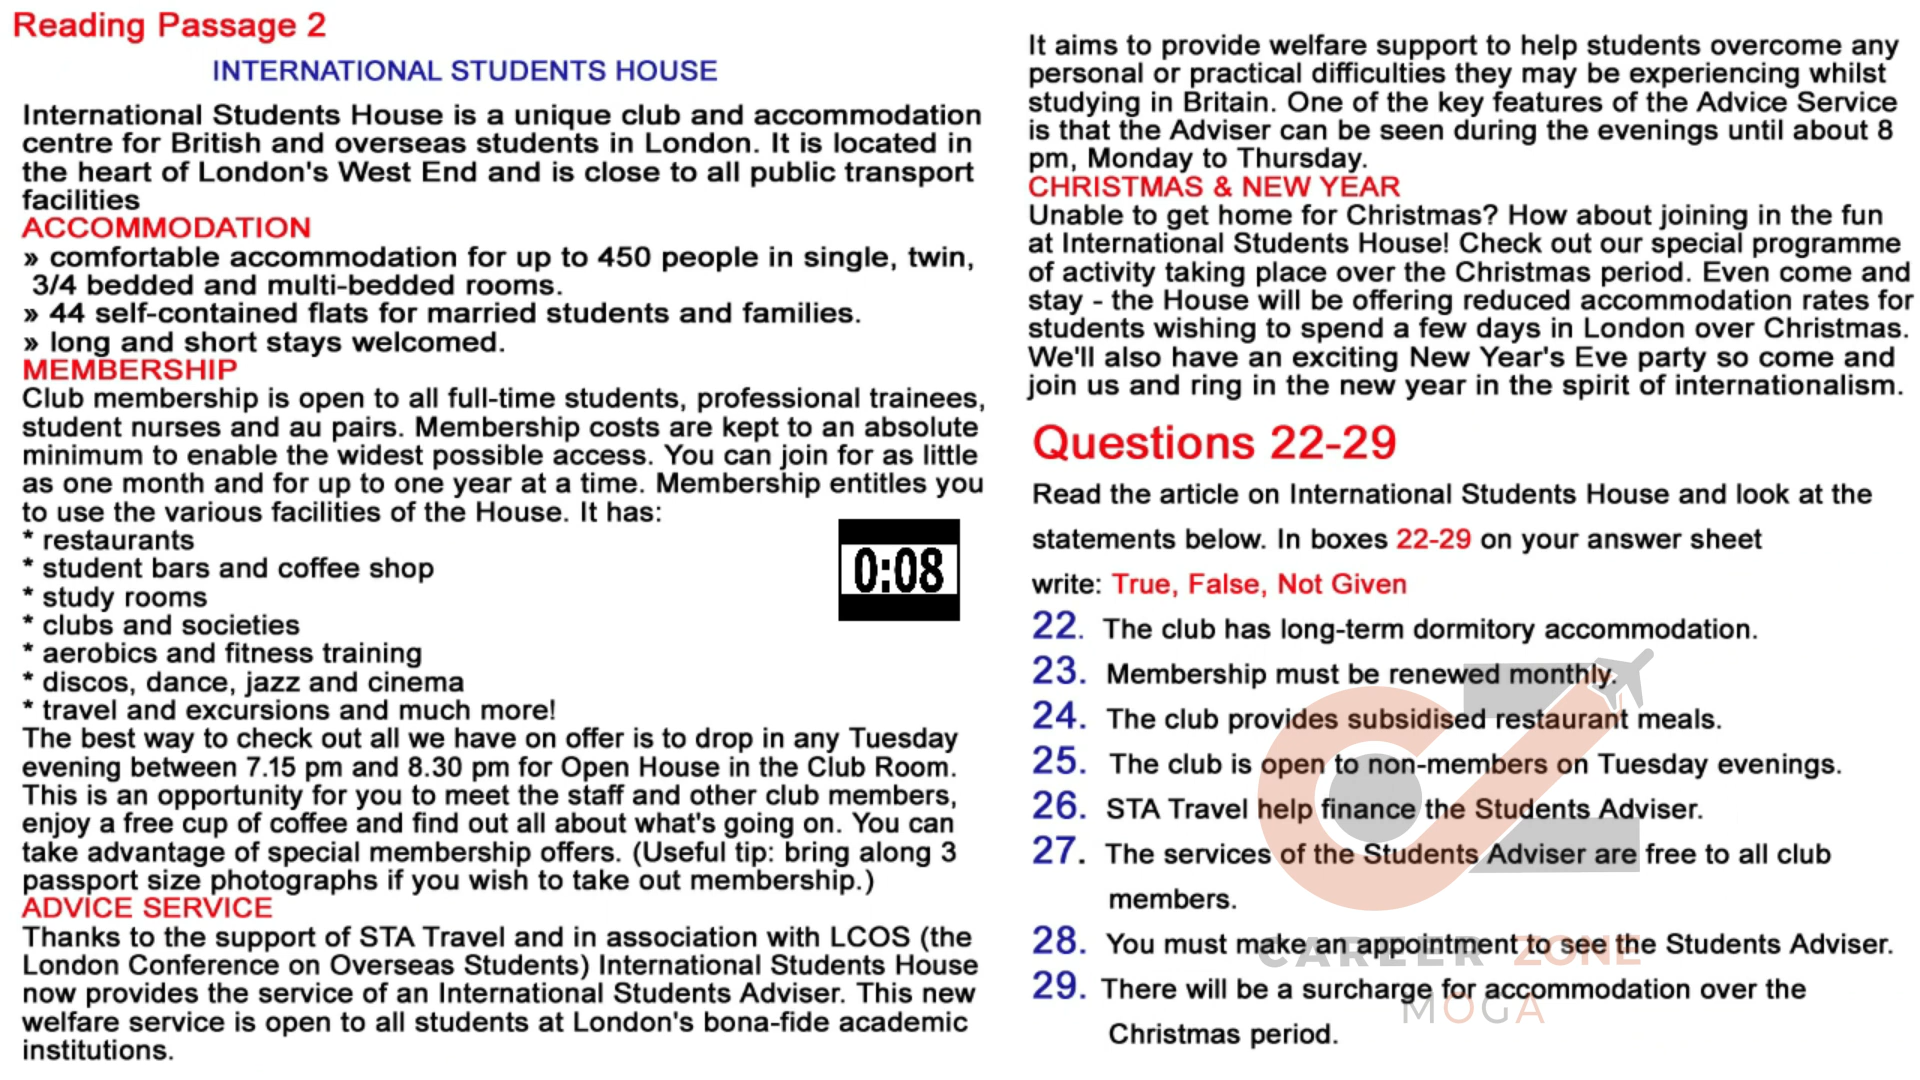 Reading Passage 2
INTERNATIONAL STUDENTS HOUSE
International Students House is a unique club and accommodation
centre for British and overseas students in London. It is located in
the heart of London's West End and is close to all public transport
facilities
ACCOMMODATION
» comfortable accommodation for up to 450 people in single, twin,
3/4 bedded and multi-bedded rooms.
» 44 self-contained flats for married students and families.
» long and short stays welcomed.
MEMBERSHIP
Club membership is open to all full-time students, professional trainees,
student nurses and au pairs. Membership costs are kept to an absolute
minimum to enable the widest possible access. You can join for as little
as one month and for up to one year at a time. Membership entitles you
to use the various facilities of the House. It has:
* restaurants
* student bars and coffee shop
* study rooms
* clubs and societies
* aerobics and fitness training
* discos, dance, jazz and cinema
* travel and excursions and much more!
0:08
The best way to check out all we have on offer is to drop in any Tuesday
evening between 7.15 pm and 8.30 pm for Open House in the Club Room.
This is an opportunity for you to meet the staff and other club members,
enjoy a free cup of coffee and find out all about what's going on. You can
take advantage of special membership offers. (Useful tip: bring along 3
passport size photographs if you wish to take out membership.)
ADVICE SERVICE
Thanks to the support of STA Travel and in association with LCOS (the
London Conference on Overseas Students) International Students House
now provides the service of an International Students Adviser. This new
welfare service is open to all students at London's bona-fide academic
institutions.
It aims to provide welfare support to help students overcome any
personal or practical difficulties they may be experiencing whilst
studying in Britain. One of the key features of the Advice Service
is that the Adviser can be seen during the evenings until about 8
pm, Monday to Thursday.
CHRISTMAS & NEW YEAR
Unable to get home for Christmas? How about joining in the fun
at International Students House! Check out our special programme
of activity taking place over the Christmas period. Even come and
stay - the House will be offering reduced accommodation rates for
students wishing to spend a few days in London over Christmas.
We'll also have an exciting New Year's Eve party so come and
join us and ring in the new year in the spirit of internationalism.
Questions 22-29
Read the article on International Students House and look at the
statements below. In boxes 22-29 on your answer sheet
write: True, False, Not Given
22. The club has long-term dormitory accommodation.
23. Membership must be renewed monthly.
24. The club provides subsidised restaurant meals.
25. The club is open to non-members on Tuesday evenings.
26. STA Travel help finance the Students Adviser.
27. The services of the Students Adviser are free to all club
members.
28. You must make an appointment to see the Students Adviser.
29. There will be a surcharge for accommodation over the
Christmas period.
CAREER ZONE
MOGA